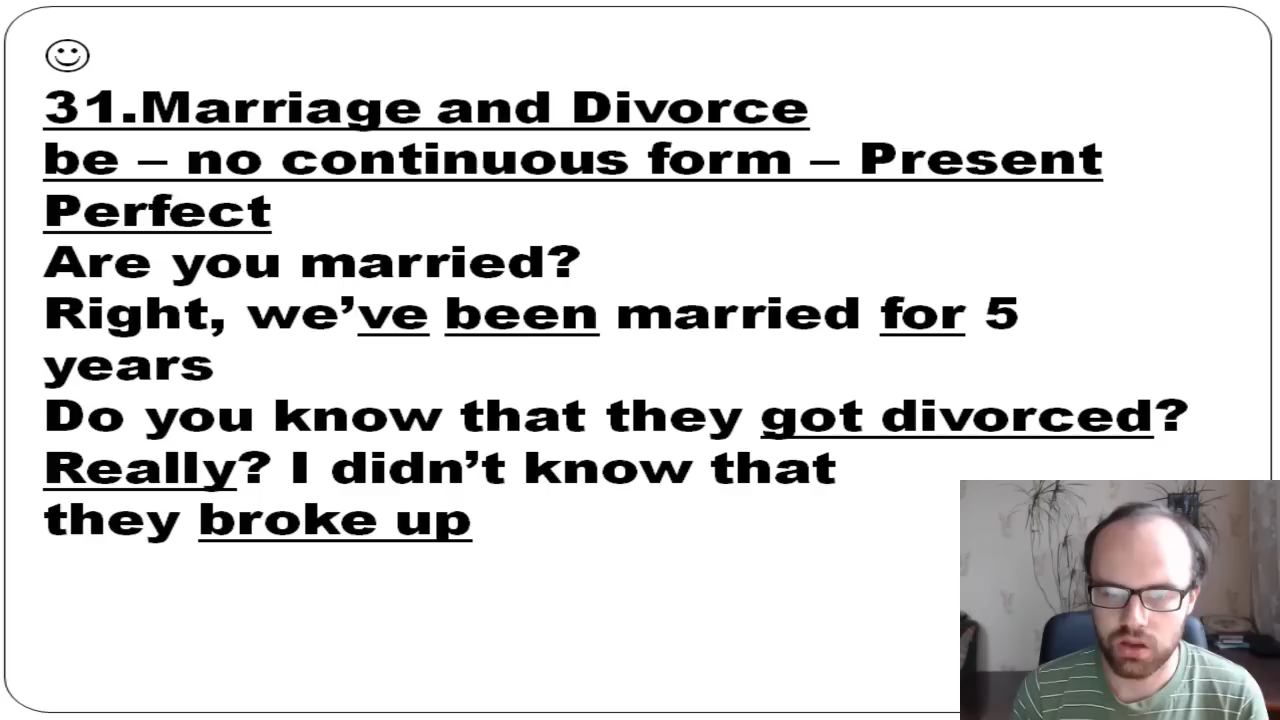 31.Marriage and Divorce
be – no continuous form – Present
Perfect
Are you married?
Right, we’ve been married for 5
years
Do you know that they got divorced?
Really? I didn’t know that
they broke up